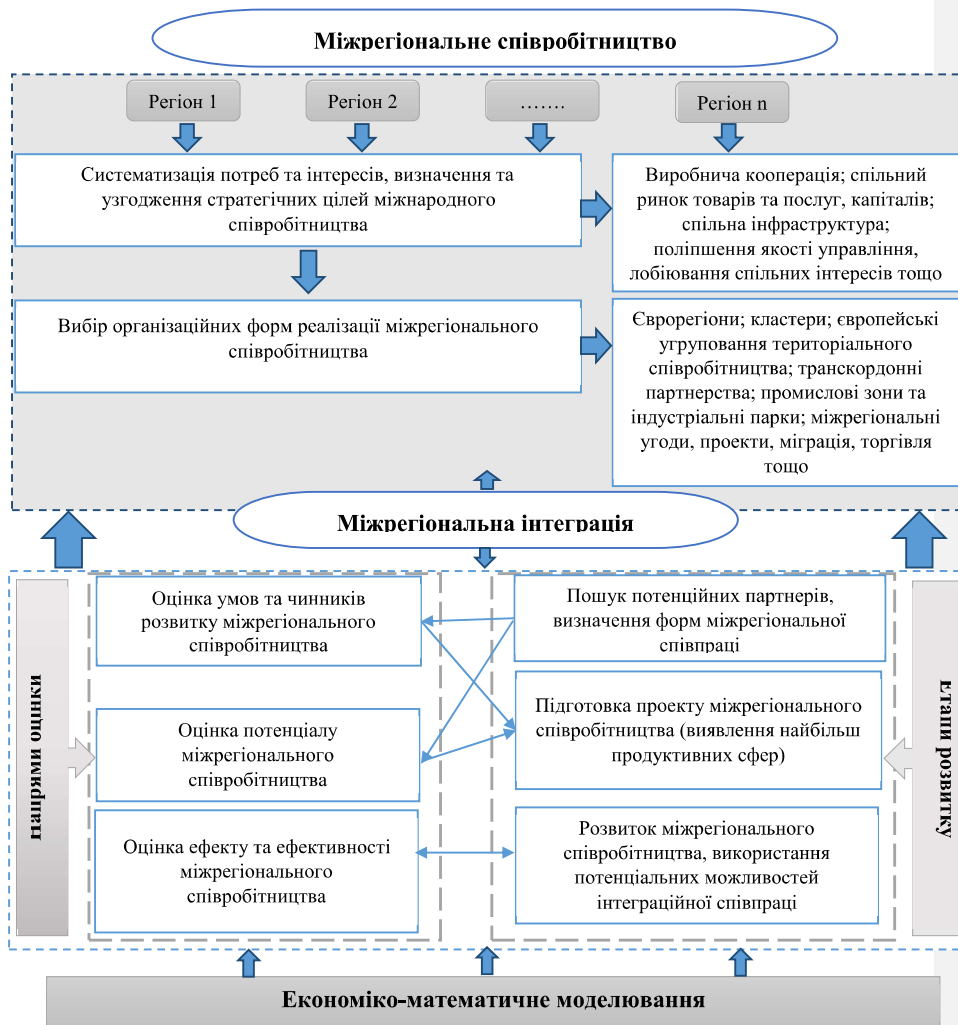 Міжрегіональне співробітництво
Регіон 1
Регіон 2
…….
Регіон n
Систематизація потреб та інтересів, визначення та
узгодження стратегічних цілей міжнародного
співробітництва
Виробнича кооперація; спільний
ринок товарів та послуг, капіталів;
спільна інфраструктура;
поліпшення якості управління,
лобіювання спільних інтересів тощо
Вибір організаційних форм реалізації міжрегіонального
співробітництва
Єврорегіони; кластери; європейські
угруповання територіального
співробітництва; транскордонні
партнерства; промислові зони та
індустріальні парки; міжрегіональні
угоди, проекти, міграція, торгівля
тощо
Міжрегіональна інтеграція
Напрями оцінки
Оцінка умов та чинників
розвитку міжрегіонального
співробітництва
Оцінка потенціалу
міжрегіонального
співробітництва
Оцінка ефекту та ефективності
міжрегіонального
співробітництва
Пошук потенційних партнерів,
визначення форм міжрегіональної
співпраці
Підготовка проекту міжрегіонального
співробітництва (виявлення найбільш
продуктивних сфер)
Розвиток міжрегіонального
співробітництва, використання
потенціальних можливостей
інтеграційної співпраці
Етапи розвитку
Економіко-математичне моделювання